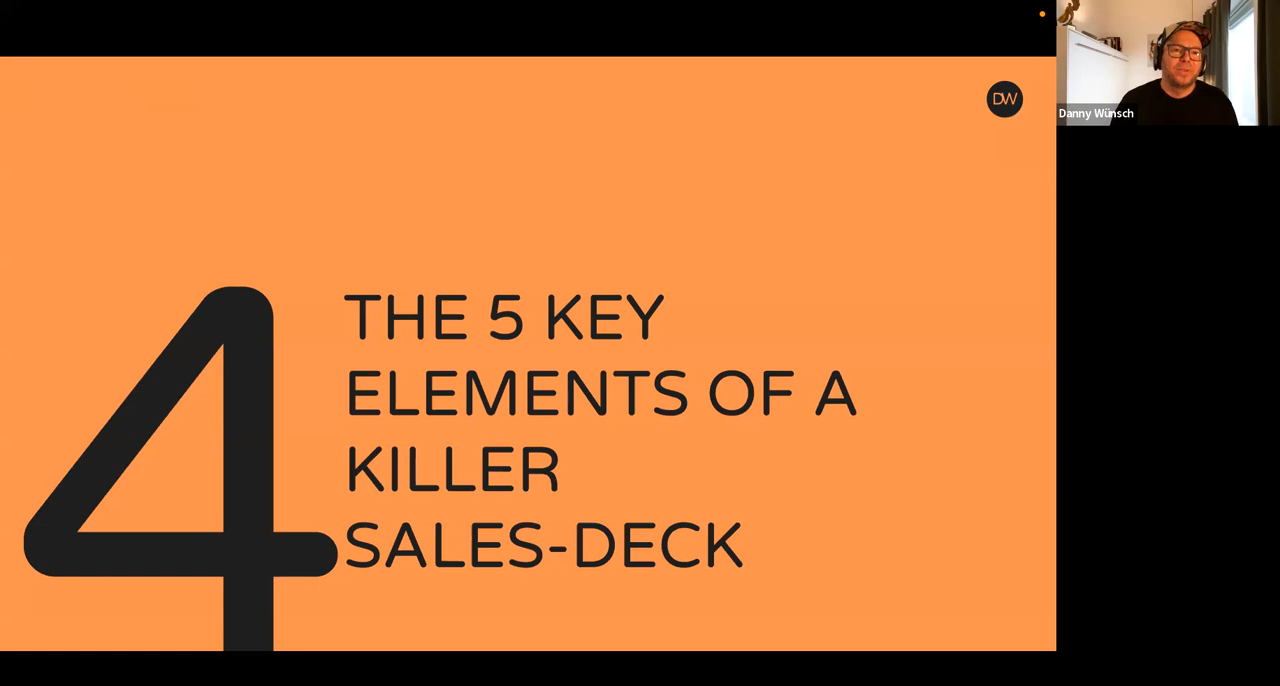 DW
Danny Wünsch
4
THE 5 KEY
ELEMENTS OF A
KILLER
SALES-DECK